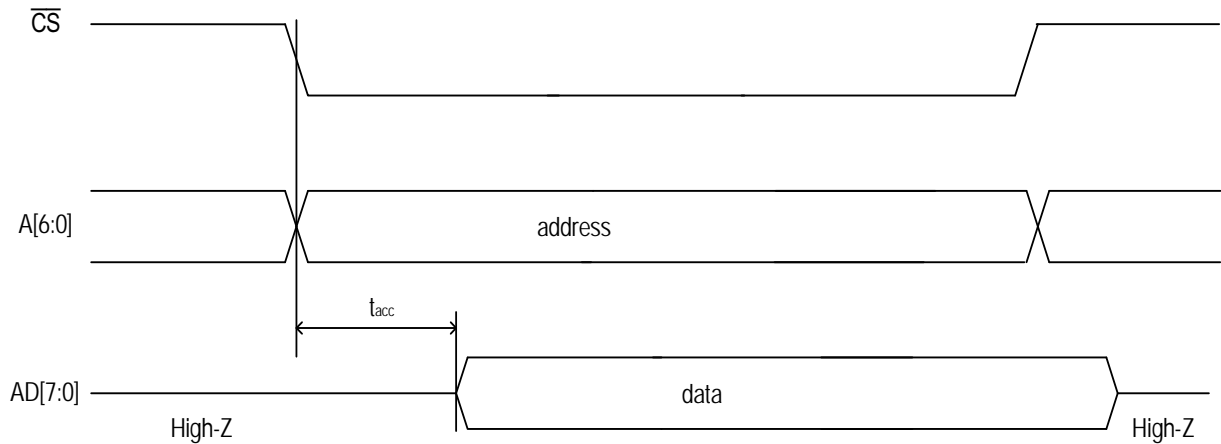 CS
A[6:0]
address
tacc
AD[7:0]
data
High-Z
High-Z